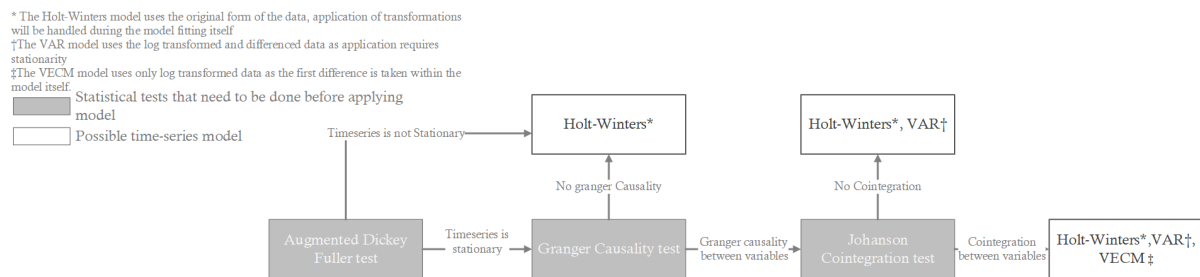 * The Holt-Winters model uses the original form of the data, application of transformations
will be handled during the model fitting itself
†The VAR model uses the log transformed and differenced data as application requires
stationarity
‡The VECM model uses only log transformed data as the first difference is taken within the
model itself.
Statistical tests that need to be done before applying
model
Possible time-series model
Timeseries is not Stationary
Holt-Winters*
Holt-Winters*, VAR†
No granger Causality
No Cointegration
Augmented Dickey
Fuller test
Timeseries is
stationary
Granger Causality test
Granger causality
between variables
Johanson
Cointegration test
Cointegration
between variables
Holt-Winters*,VAR†,
VECM ‡